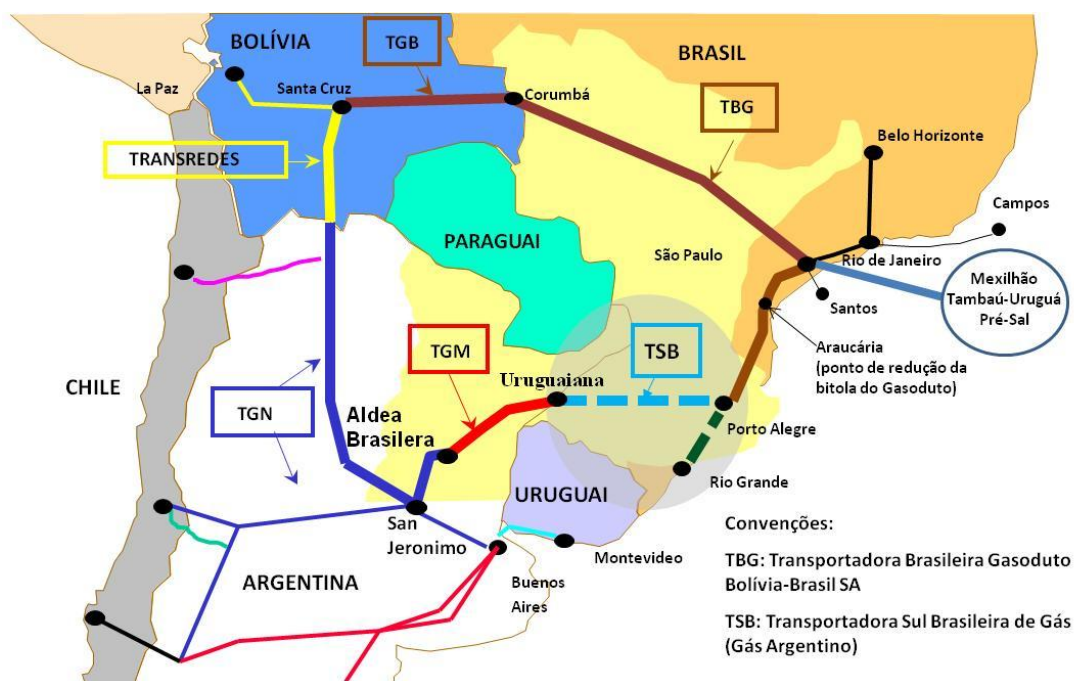 BOLÍVIA
TGB
BRASIL
La Paz
Santa Cruz
Corumbá
TBG
Belo Horizonte
TRANSREDES
Campos
PARAGUAI
São Paulo
Rio de Janeiro
Mexilhão
Tambaú-Uruguá
Pré-Sal
Santos
TGM
TSB
Araucária
(ponto de redução da
bitola do Gasoduto)
CHILE
Uruguaiana
TGN
Aldea
Brasilera
Porto Alegre
Rio Grande
URUGUAI
San
Jeronimo
Montevideo
Convenções:
ARGENTINA
Buenos
Aires
TBG: Transportadora Brasileira Gasoduto
Bolívia-Brasil SA
TSB: Transportadora Sul Brasileira de Gás
(Gás Argentino)